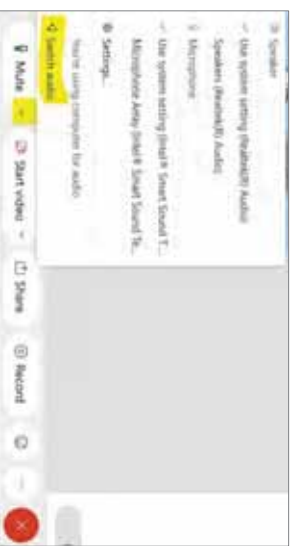 Speaker
Use system setting (Realtek(R) Audio)
Speakers (Realtek(R) Audio)
Microphone
Use system setting (Intel® Smart Sound T...
Microphone Array (Intel® Smart Sound Te...
Settings...
You're using computer for audio
Switch audio
Mute
Start video
Share
Record